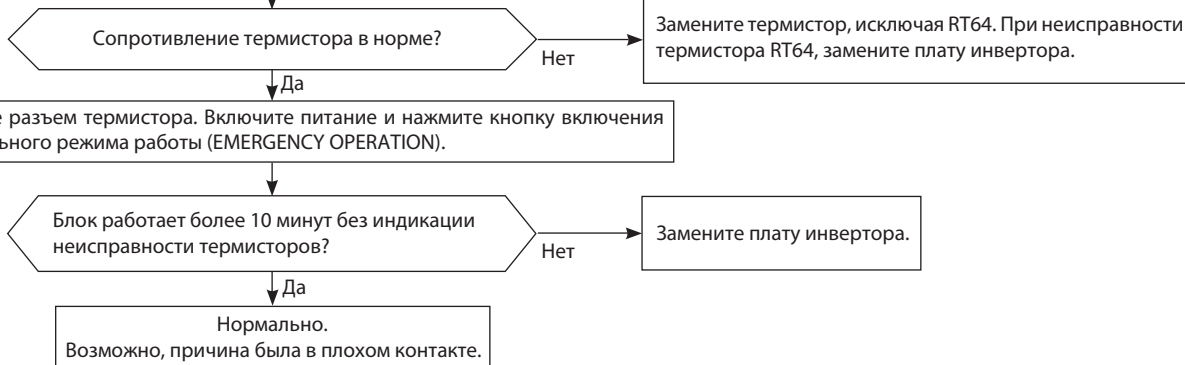 Сопротивление термистора в норме?
Нет
Замените термистор, исключая RT64. При неисправности
термистора RT64, замените плату инвертора.
Да
разъем термистора. Включите питание и нажмите кнопку включения
режима работы (EMERGENCY OPERATION).
Блок работает более 10 минут без индикации
неисправности термисторов?
Нет
Замените плату инвертора.
Да
Нормально.
Возможно, причина была в плохом контакте.